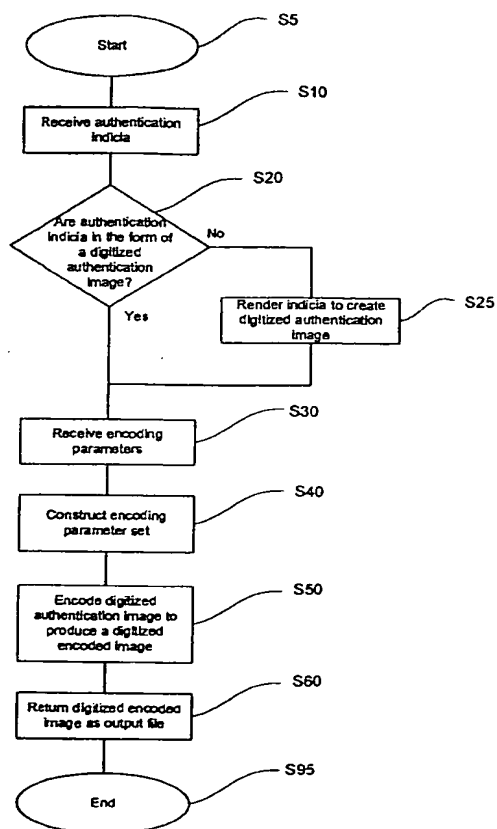 S5
Start
S10
Receive authentication
indicia
S20
Are authentication
indicia in the form of
a digitized
authentication
image?
No
Yes
Render indicia to create
digitized authentication
image
S25
S30
Receive encoding
parameters
S40
Construct encoding
parameter set
S50
Encode digitized
authentication image to
produce a digitized
encoded image
S60
Return digitized encoded
image as output file
S95
End